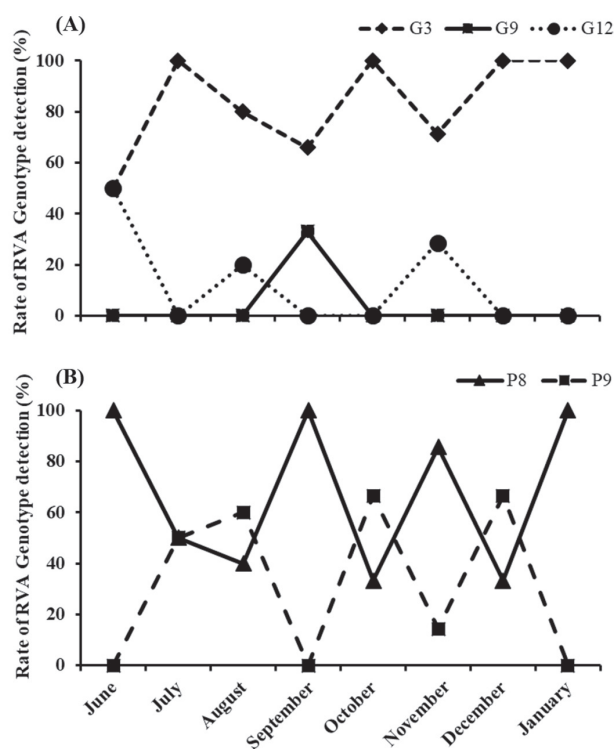 (A)
G3 G9 G12
Rate of RVA Genotype detection (%)
100
80
60
40
20
0
(B)
P8 P9
Rate of RVA Genotype detection (%)
100
80
60
40
20
0
June July August September October November December January